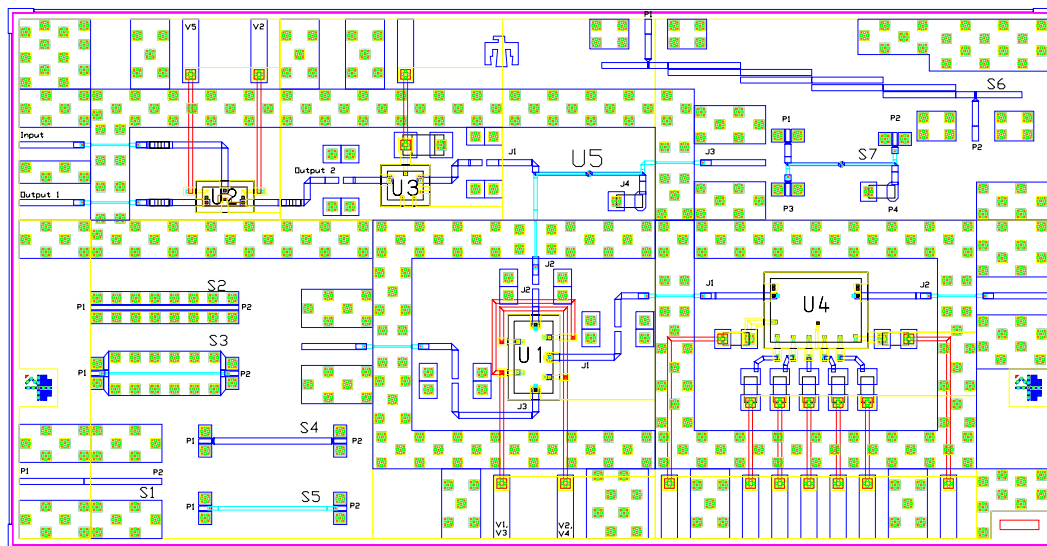 V5
V2
P1
S6
Input
P1
P2
P2
Output 2
J1
U5
J3
S7
U2
U3
J4
Output 1
P3
P4
J2
S2
J2
J1
U4
J2
P1
P2
S3
U1
P1
P2
J1
J3
P1
S4
P2
P1
P2
S1
P1
S5
P2
V1,
V3
V2,
V4